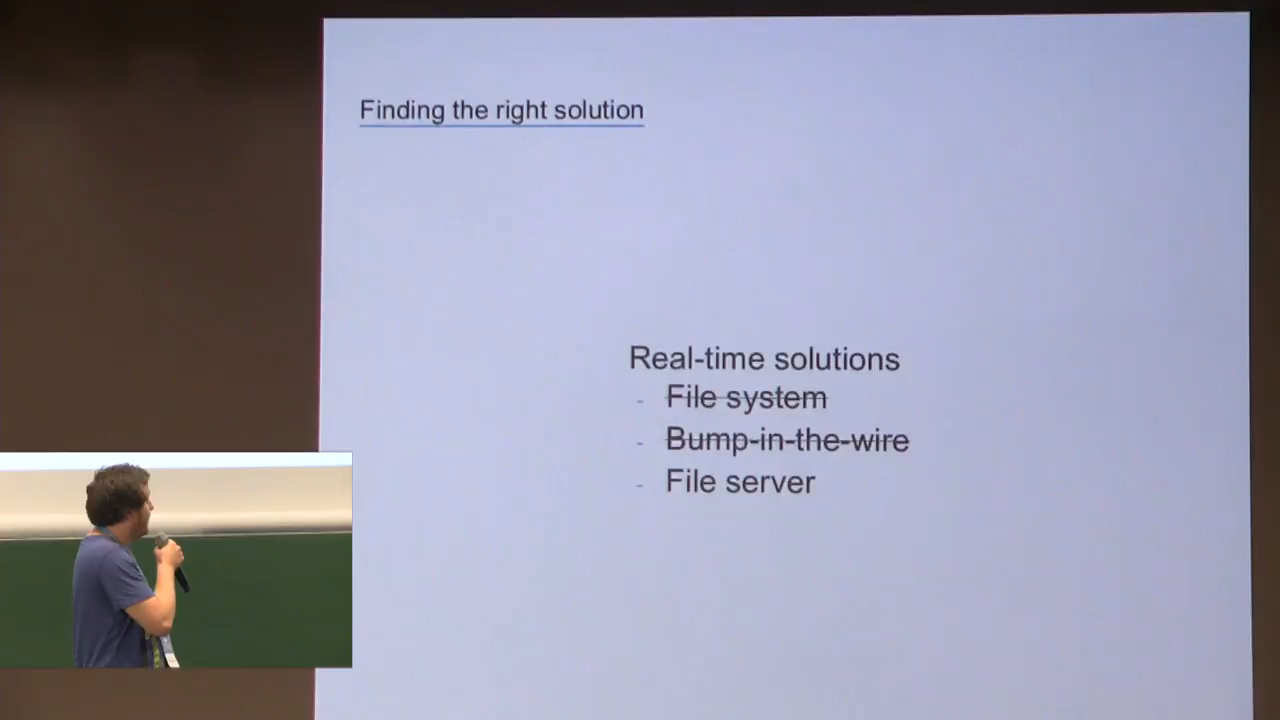 Finding the right solution
Real-time solutions
- File system
- Bump-in-the-wire
- File server